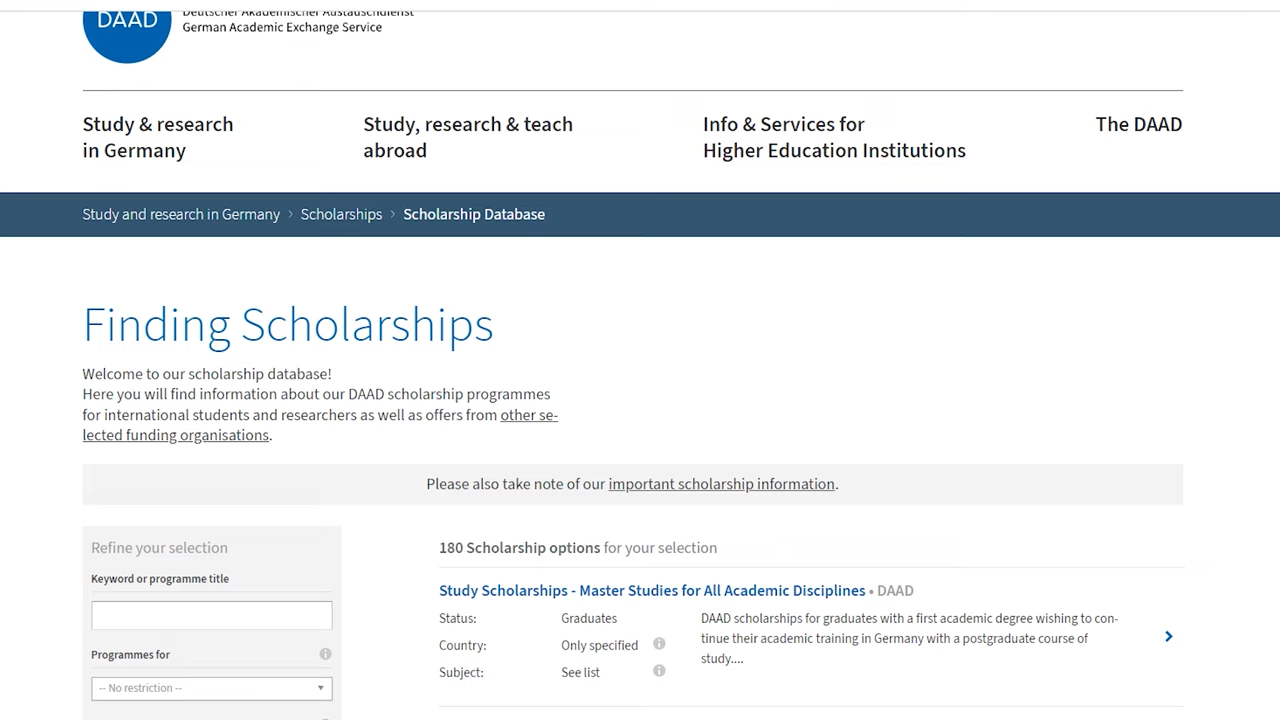 DAAD
Deutscher Akademischer Austauschdienst
German Academic Exchange Service
Study & research
in Germany
Study, research & teach
abroad
Info & Services for
Higher Education Institutions
The DAAD
Study and research in Germany › Scholarships › Scholarship Database
Finding Scholarships
Welcome to our scholarship database!
Here you will find information about our DAAD scholarship programmes
for international students and researchers as well as offers from other se-
lected funding organisations.
Please also take note of our important scholarship information.
Refine your selection
Keyword or programme title
Programmes for
-- No restriction --
180 Scholarship options for your selection
Study Scholarships - Master Studies for All Academic Disciplines • DAAD
Status: Graduates
Country: Only specified
Subject: See list
DAAD scholarships for graduates with a first academic degree wishing to con-
tinue their academic training in Germany with a postgraduate course of
study....